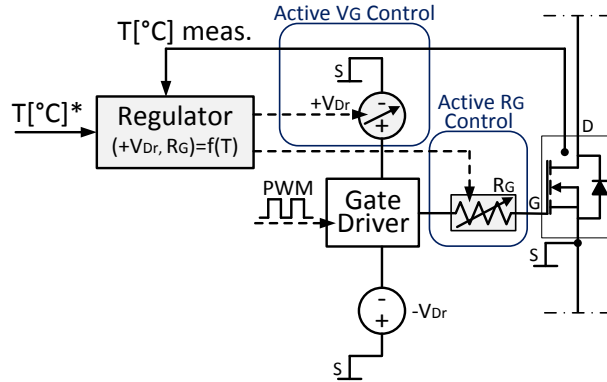 Active VG Control
T[°C] meas.
S
-
+
+VDr
T[°C]*
Regulator
(+VDr, RG)=f(T)
Active RG
Control
D
PWM
Gate
Driver
RG
G
S
-
+
-VDr
S